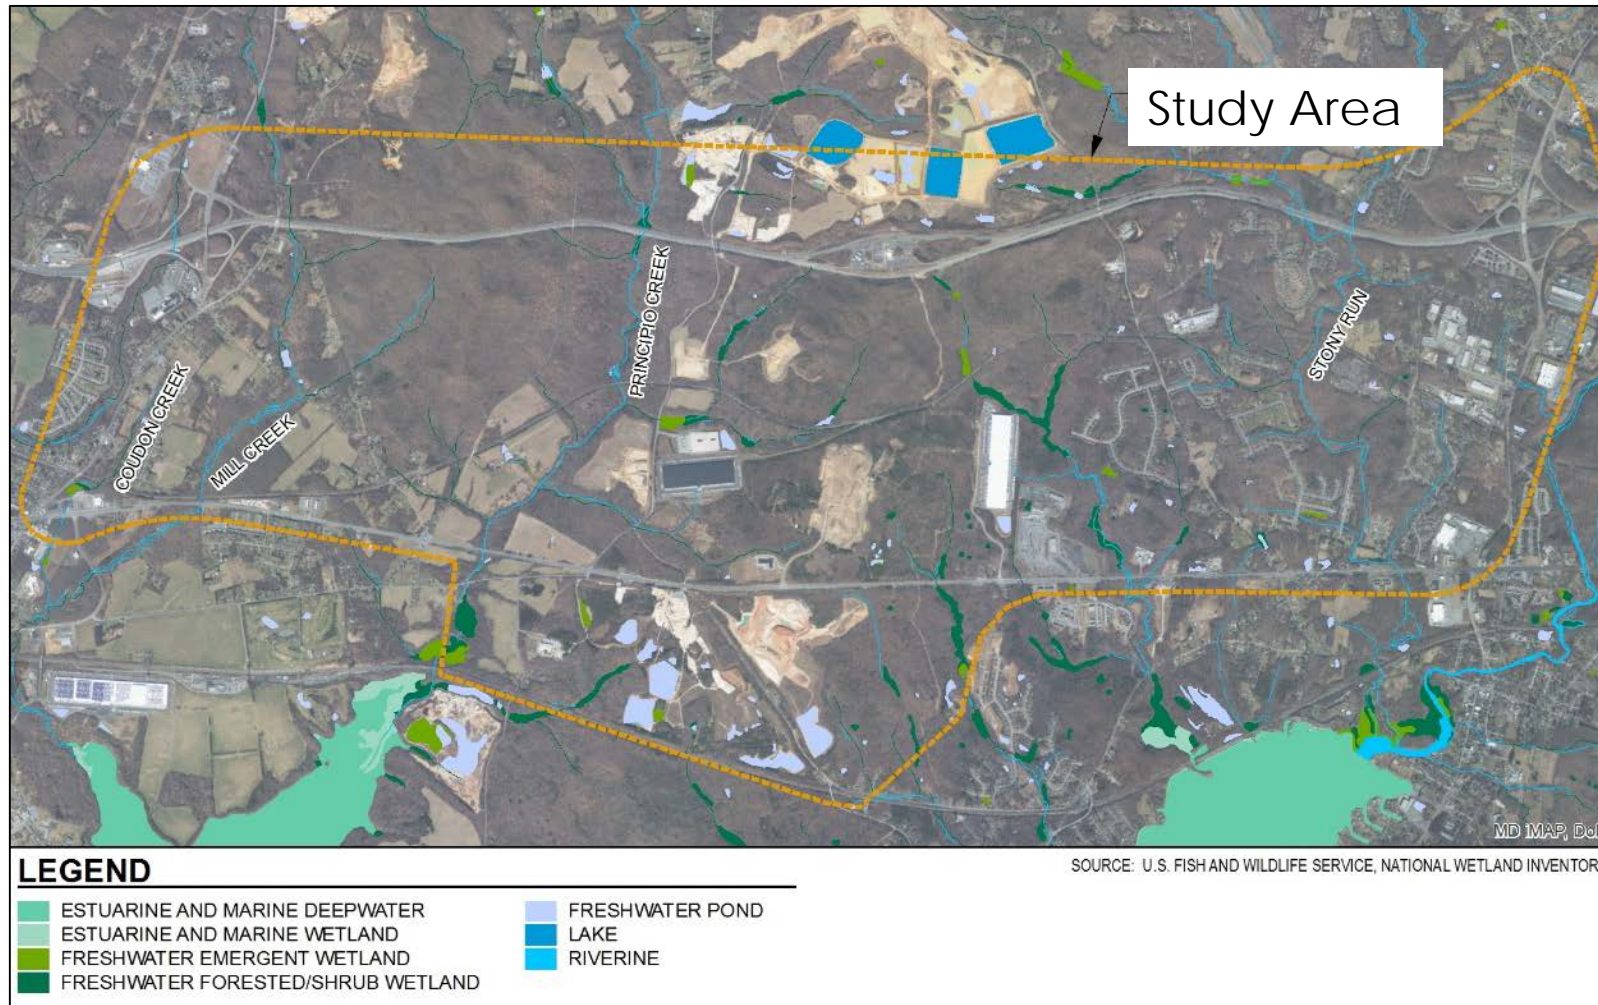 Study Area
PRINCIPIO CREEK
STONY RUN
COUDON CREEK
MILL CREEK
MD iMAP, DoI
LEGEND
SOURCE: U.S. FISH AND WILDLIFE SERVICE, NATIONAL WETLAND INVENTOR
ESTUARINE AND MARINE DEEPWATER
ESTUARINE AND MARINE WETLAND
FRESHWATER EMERGENT WETLAND
FRESHWATER FORESTED/SHRUB WETLAND
FRESHWATER POND
LAKE
RIVERINE